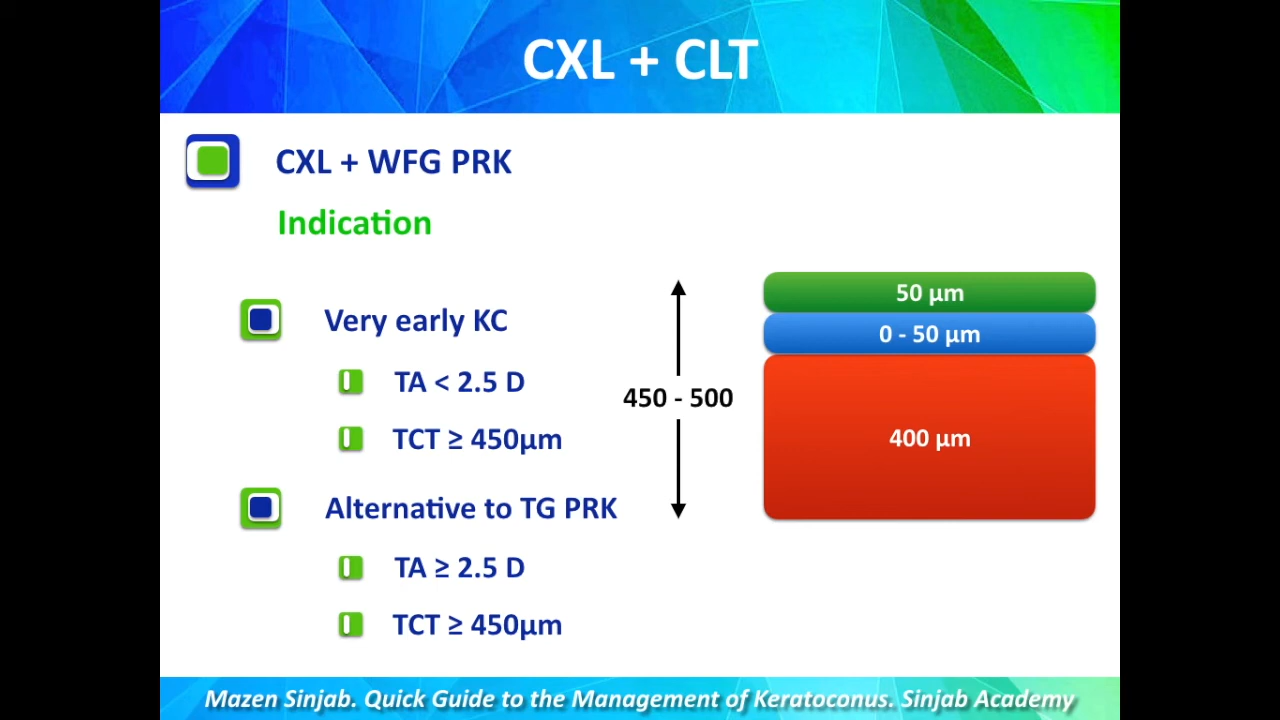 CXL + CLT
CXL + WFG PRK
Indication
Very early KC
TA < 2.5 D
TCT ≥ 450μm
Alternative to TG PRK
TA ≥ 2.5 D
TCT ≥ 450μm
450 - 500
50 μm
0 - 50 μm
400 μm
Mazen Sinjab. Quick Guide to the Management of Keratoconus. Sinjab Academy